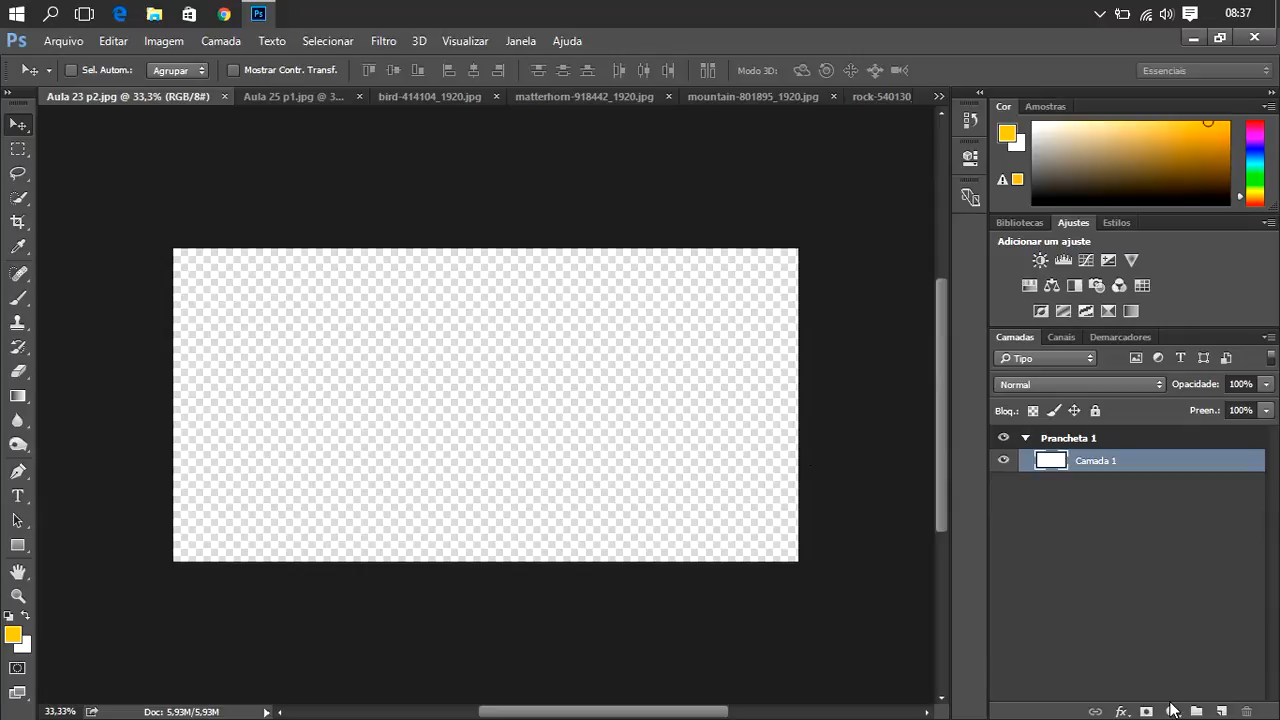 08:37
Ps Arquivo Editar Imagem Camada Texto Selecionar Filtro 3D Visualizar Janela Ajuda
Sel. Autom.: Agrupar Mostrar Contr. Transf. Modo 3D: Essenciais
Aula 23 p2.jpg @ 33,3% (RGB/8#) Aula 25 p1.jpg @ 3... bird-414104_1920.jpg matterhorn-918442_1920.jpg mountain-801895_1920.jpg rock-540130
Cor Amostras
Bibliotecas Ajustes Estilos
Adicionar um ajuste
Camadas Canais Demarcadores
Tipo
Normal Opacidade: 100%
Bloq.: Preen.: 100%
Prancheta 1
Camada 1
fx
33,33% Doc: 5,93M/5,93M